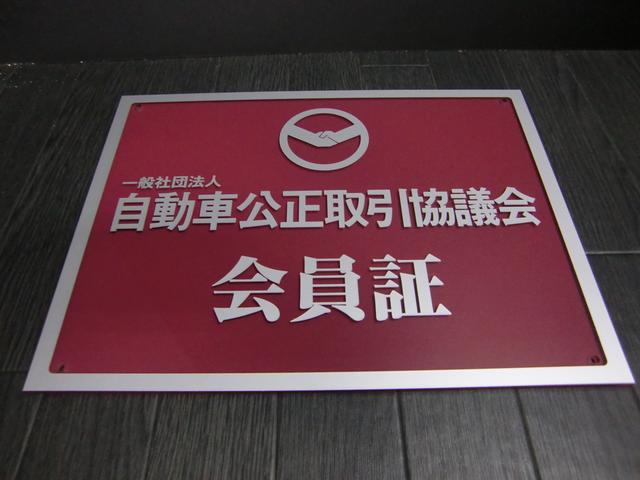 一般社団法人
自動車公正取引協議会
会員証